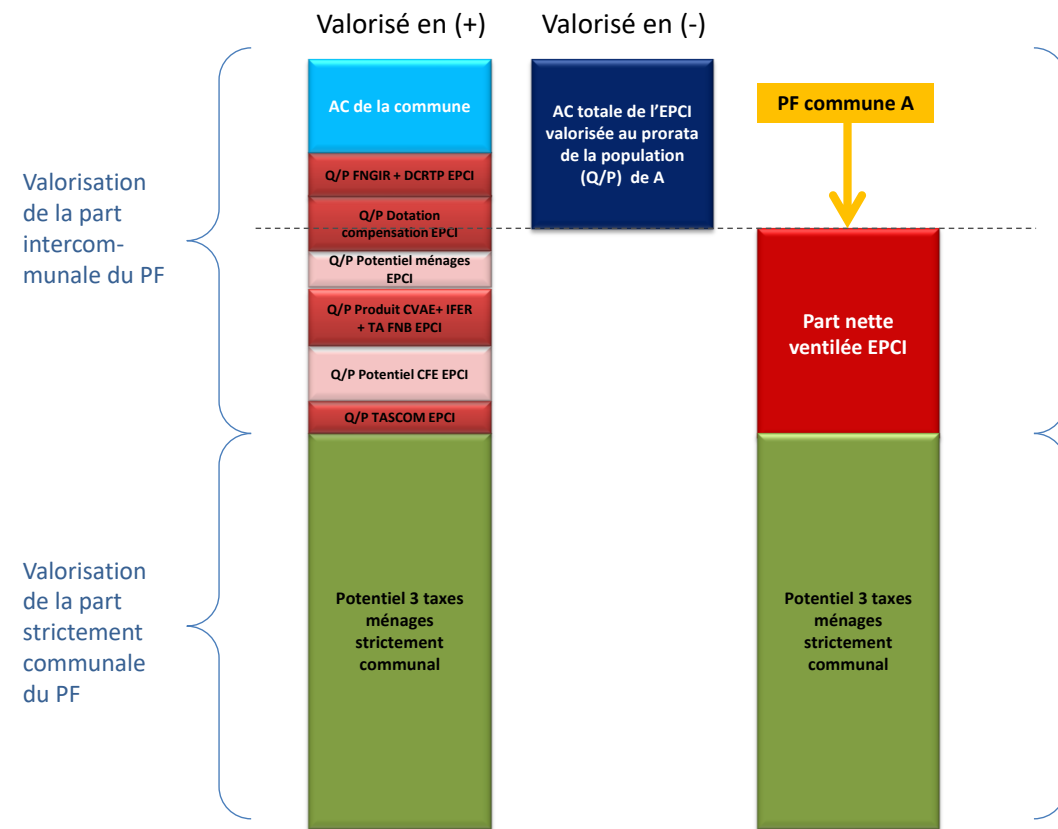 Valorisé en (+)
Valorisé en (-)
AC de la commune
Q/P FNGIR + DCRTP EPCI
Q/P Dotation
compensation EPCI
Q/P Potentiel ménages
EPCI
Q/P Produit CVAE+ IFER
+ TA FNB EPCI
Q/P Potentiel CFE EPCI
Q/P TASCOM EPCI
AC totale de l'EPCI
valorisée au prorata
de la population
(Q/P) de A
PF commune A
Part nette
ventilée EPCI
Valorisation
de la part
intercom-
munale du PF
Valorisation
de la part
strictement
communale
du PF
Potentiel 3 taxes
ménages
strictement
communal
Potentiel 3 taxes
ménages
strictement
communal